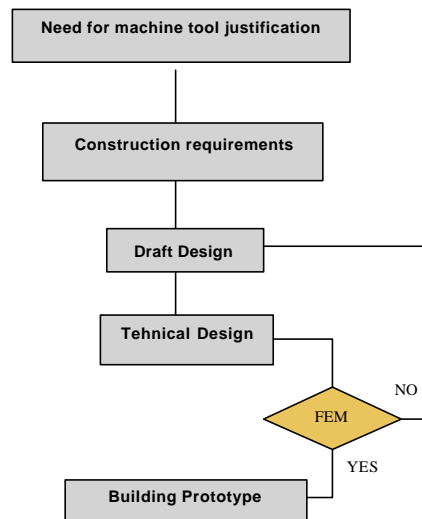 Need for machine tool justification
Construction requirements
Draft Design
Tehnical Design
FEM
NO
YES
Building Prototype